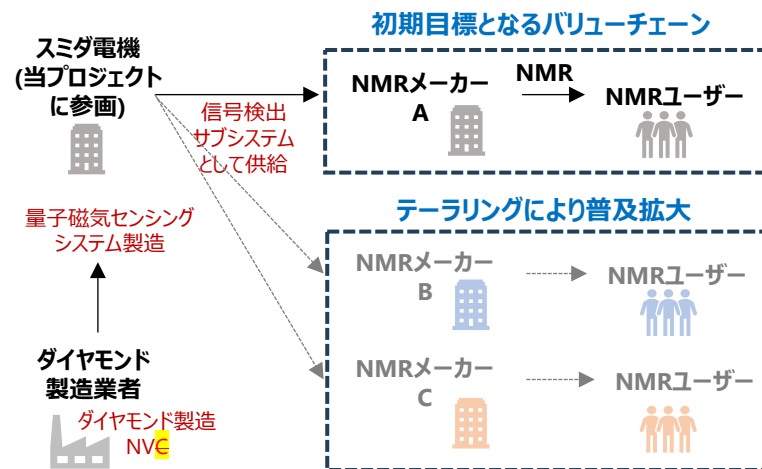 初期目標となるバリューチェーン
スミダ電機
(当プロジェクト
に参画)
信号検出
サブシステム
として供給
NMRメーカー
A
NMR
NMRユーザー
テーラリングにより普及拡大
量子磁気センシング
システム製造
NMRメーカー
B
NMRユーザー
ダイヤモンド
製造業者
NMRメーカー
C
NMRユーザー
ダイヤモンド製造
NVC